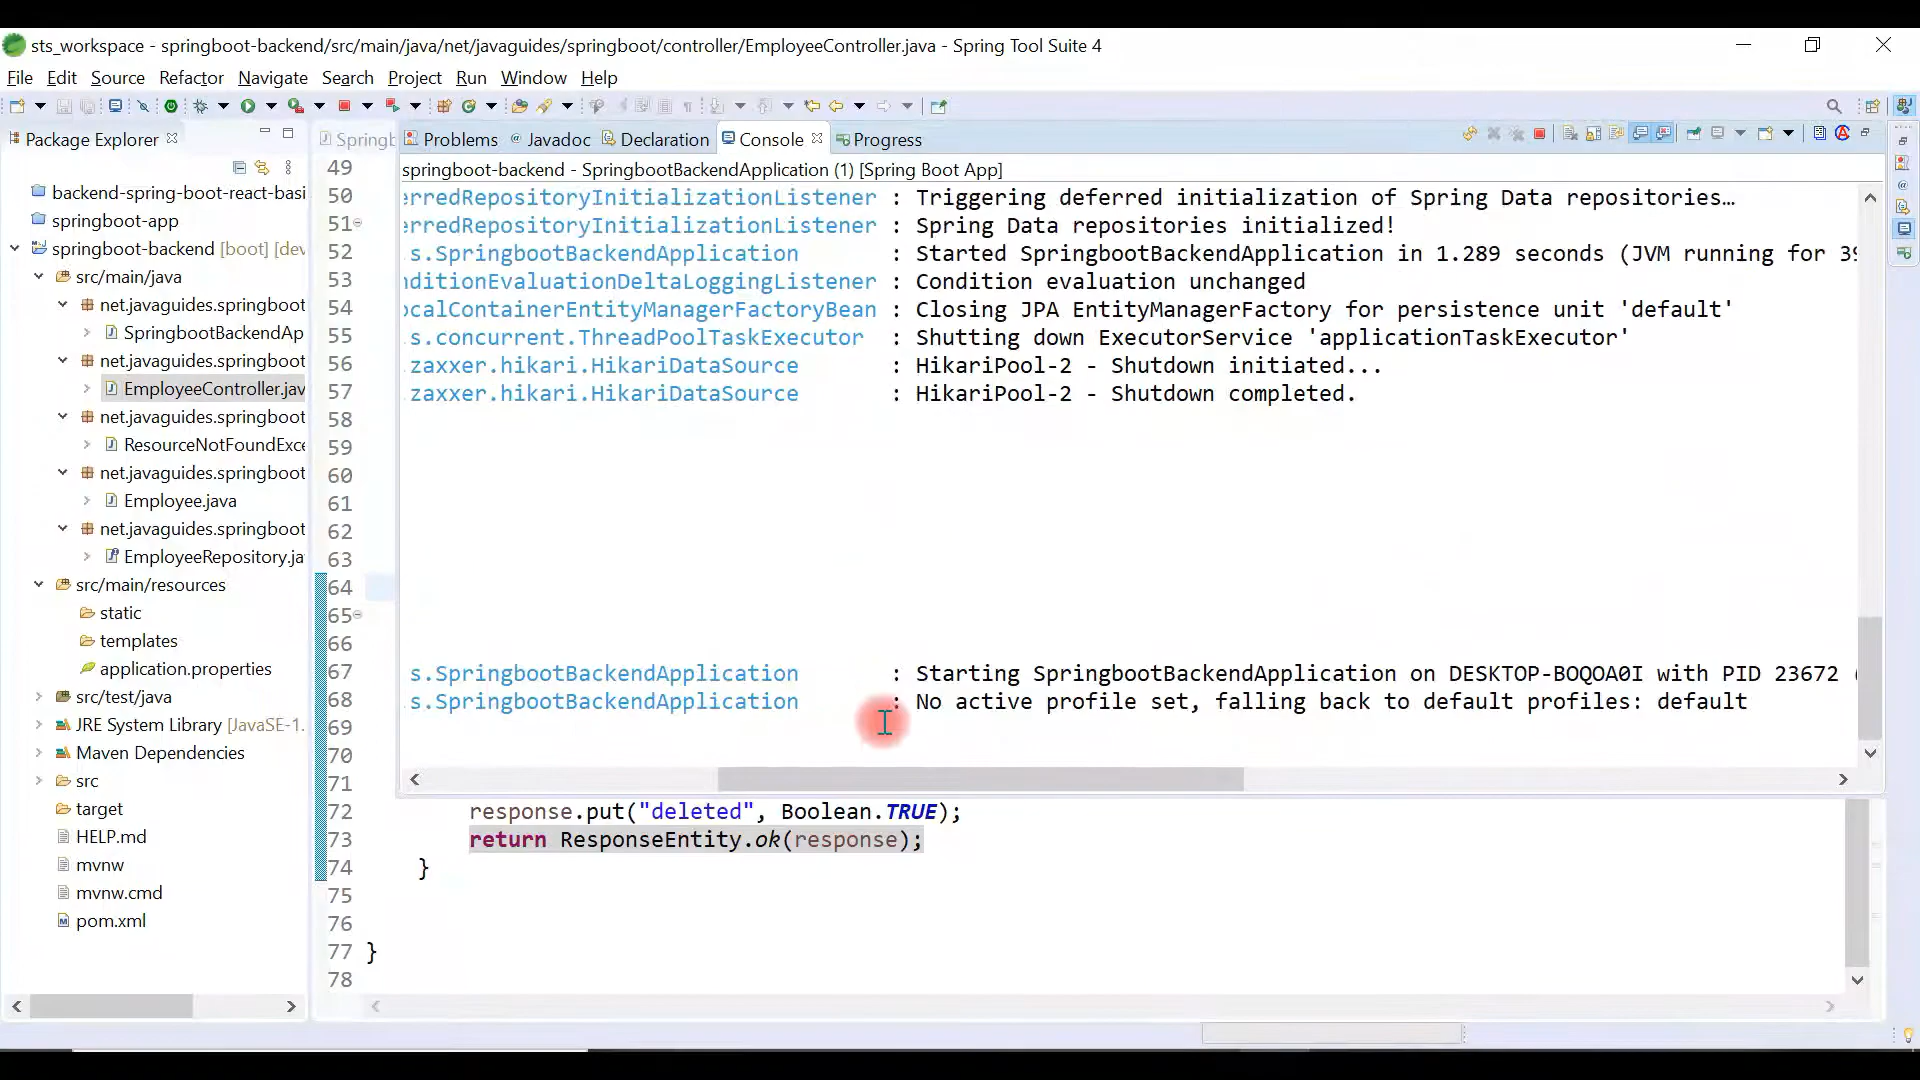 sts_workspace - springboot-backend/src/main/java/net/javaguides/springboot/controller/EmployeeController.java - Spring Tool Suite 4
File Edit Source Refactor Navigate Search Project Run Window Help
Package Explorer
backend-spring-boot-react-basi
springboot-app
springboot-backend [boot] [dev
src/main/java
net.javaguides.springboot
SpringbootBackendAp
net.javaguides.springboot
EmployeeController.jav
net.javaguides.springboot
ResourceNotFoundExce
net.javaguides.springboot
Employee.java
net.javaguides.springboot
EmployeeRepository.ja
src/main/resources
static
templates
application.properties
src/test/java
JRE System Library [JavaSE-1.
Maven Dependencies
src
target
HELP.md
mvnw
mvnw.cmd
pom.xml
Springb
Problems Javadoc Declaration Console Progress
springboot-backend - SpringbootBackendApplication (1) [Spring Boot App]
49
50 erredRepositoryInitializationListener : Triggering deferred initialization of Spring Data repositories…
51 erredRepositoryInitializationListener : Spring Data repositories initialized!
52 s.SpringbootBackendApplication : Started SpringbootBackendApplication in 1.289 seconds (JVM running for 39
53 nditionEvaluationDeltaLoggingListener : Condition evaluation unchanged
54 ocalContainerEntityManagerFactoryBean : Closing JPA EntityManagerFactory for persistence unit 'default'
55 s.concurrent.ThreadPoolTaskExecutor : Shutting down ExecutorService 'applicationTaskExecutor'
56 zaxxer.hikari.HikariDataSource : HikariPool-2 - Shutdown initiated...
57 zaxxer.hikari.HikariDataSource : HikariPool-2 - Shutdown completed.
58
59
60
61
62
63
64
65
66
67 s.SpringbootBackendApplication : Starting SpringbootBackendApplication on DESKTOP-BOQOA0I with PID 23672 (
68 s.SpringbootBackendApplication : No active profile set, falling back to default profiles: default
69
70
71
72 response.put("deleted", Boolean.TRUE);
73 return ResponseEntity.ok(response);
74 }
75
76
77 }
78